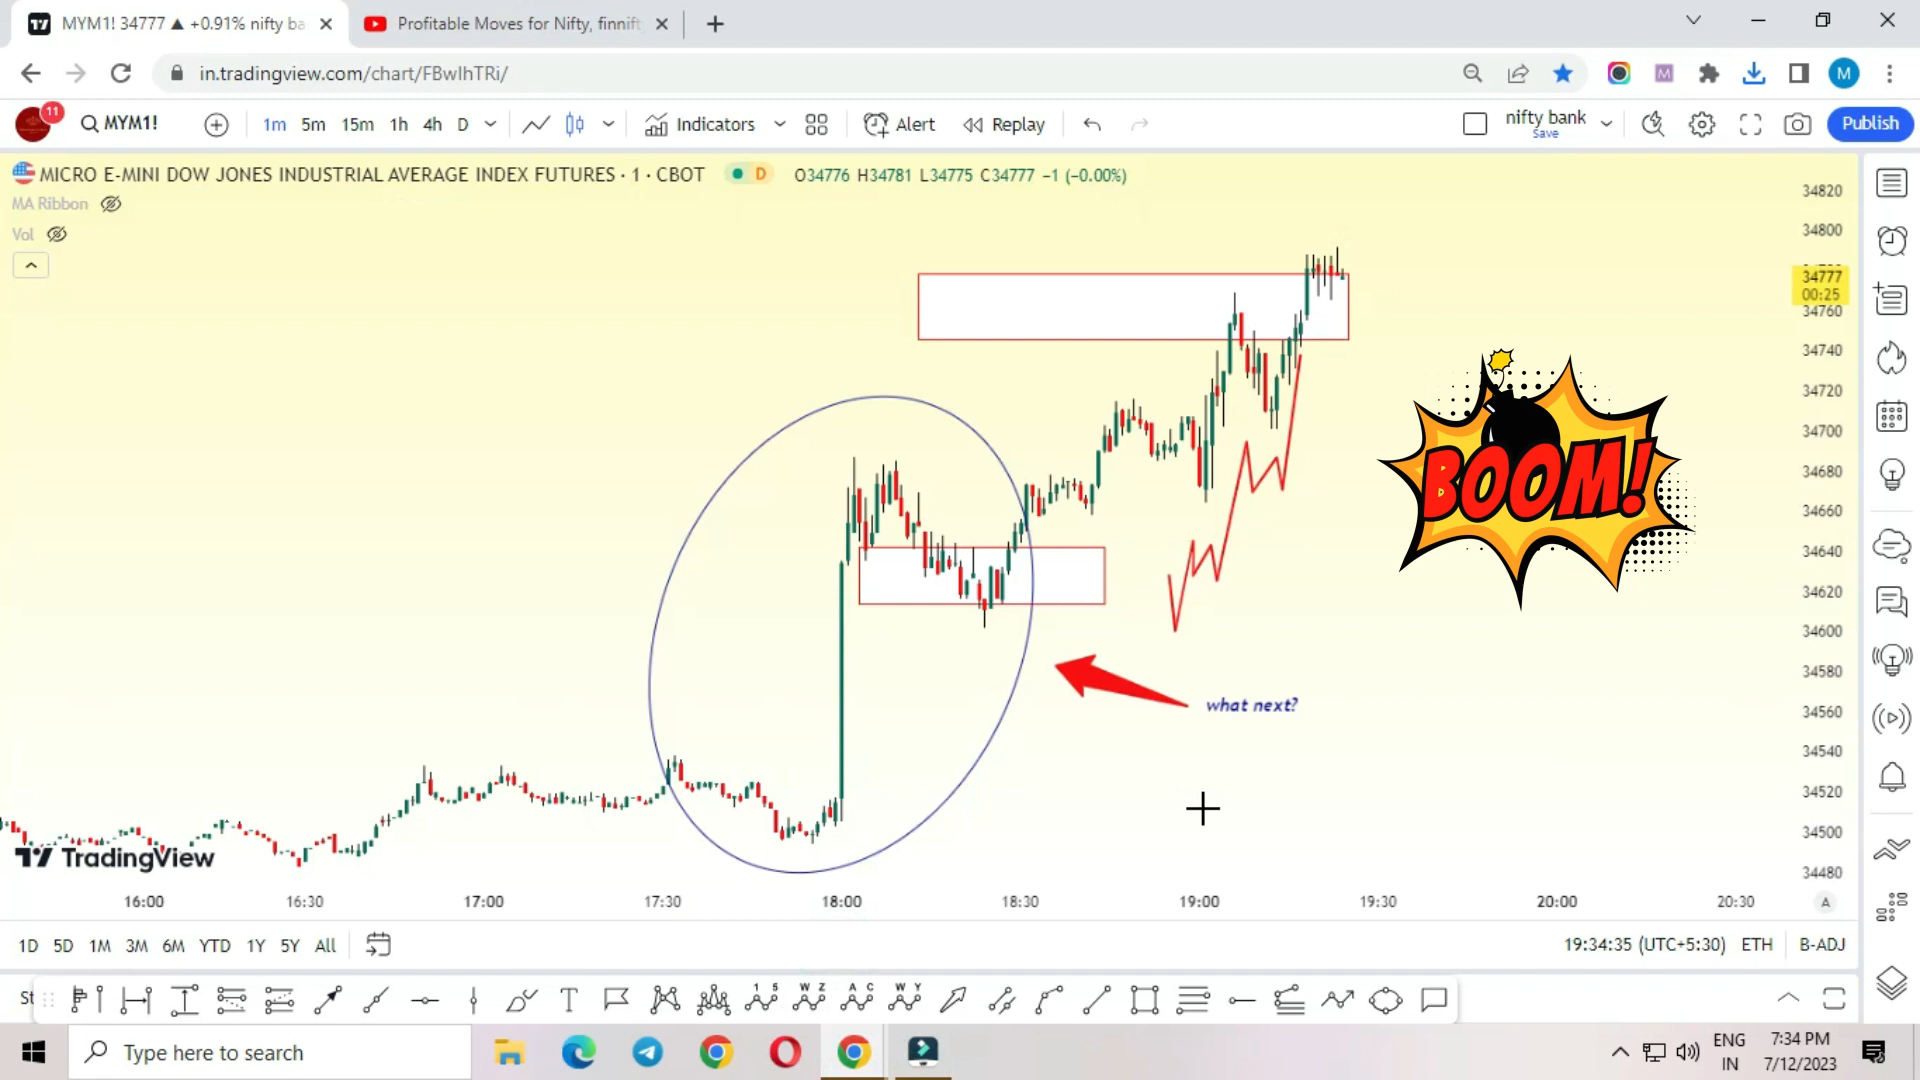 MYM1! 34777 ▲ +0.91% nifty ba
Profitable Moves for Nifty, finnift
in.tradingview.com/chart/FBwIhTRi/
M
M
11
MYM1!
1m 5m 15m 1h 4h D
Indicators
Alert
Replay
nifty bank
Save
Publish
MICRO E-MINI DOW JONES INDUSTRIAL AVERAGE INDEX FUTURES · 1 · CBOT
D
O34776 H34781 L34775 C34777 −1 (−0.00%)
MA Ribbon
Vol
34820
34800
34777
00:25
34760
34740
34720
34700
34680
34660
34640
34620
34600
34580
34560
34540
34520
34500
34480
BOOM!
what next?
TradingView
16:00 16:30 17:00 17:30 18:00 18:30 19:00 19:30 20:00 20:30
A
1D 5D 1M 3M 6M YTD 1Y 5Y All
19:34:35 (UTC+5:30) ETH B-ADJ
St
1 5
W Z
A C
W Y
T
Type here to search
ENG
IN
7:34 PM
7/12/2023